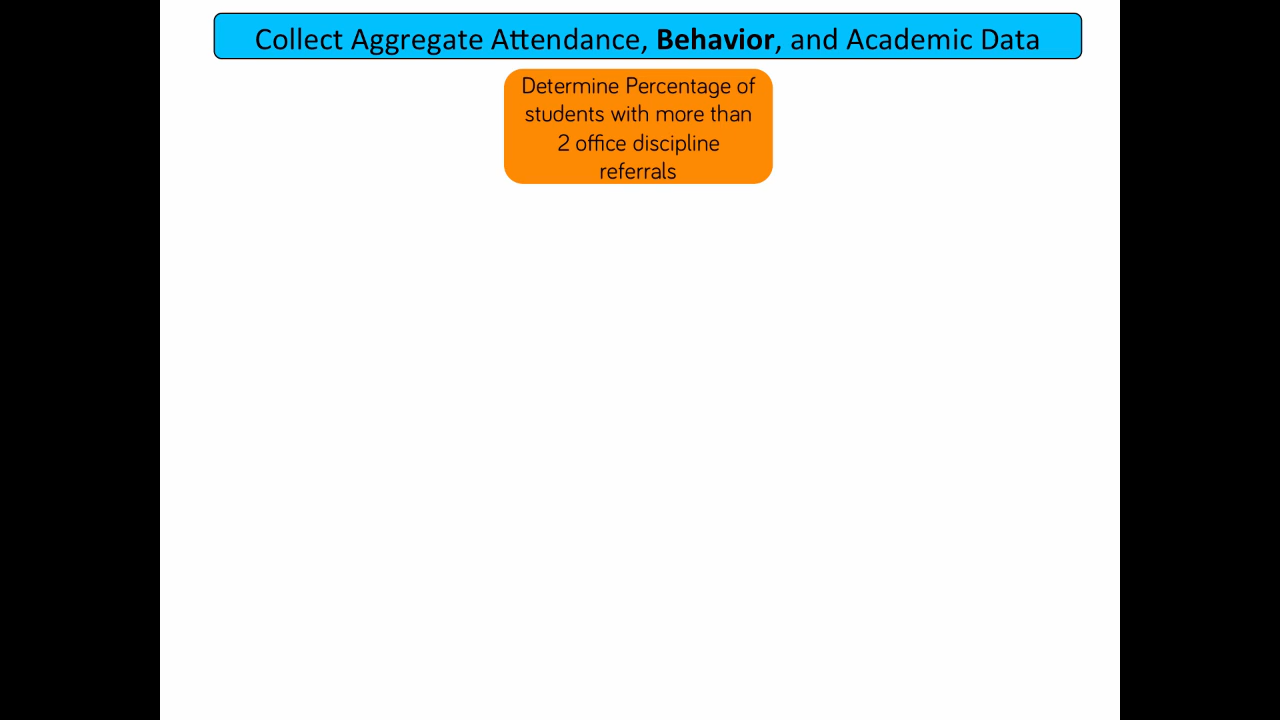 Collect Aggregate Attendance, Behavior, and Academic Data
Determine Percentage of
students with more than
2 office discipline
referrals